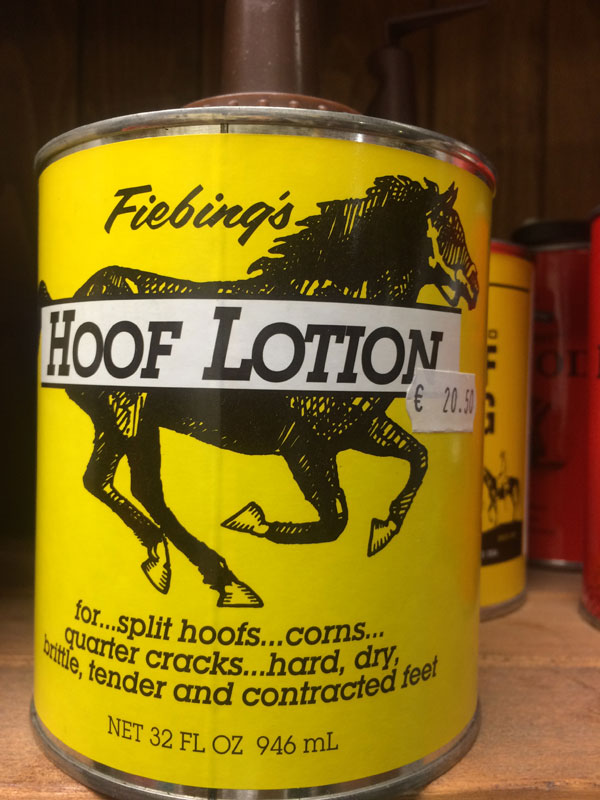 Fiebing's
HOOF LOTION
€ 20.50
for...split hoofs...corns...
quarter cracks...hard, dry,
brittle, tender and contracted feet
NET 32 FL OZ 946 mL